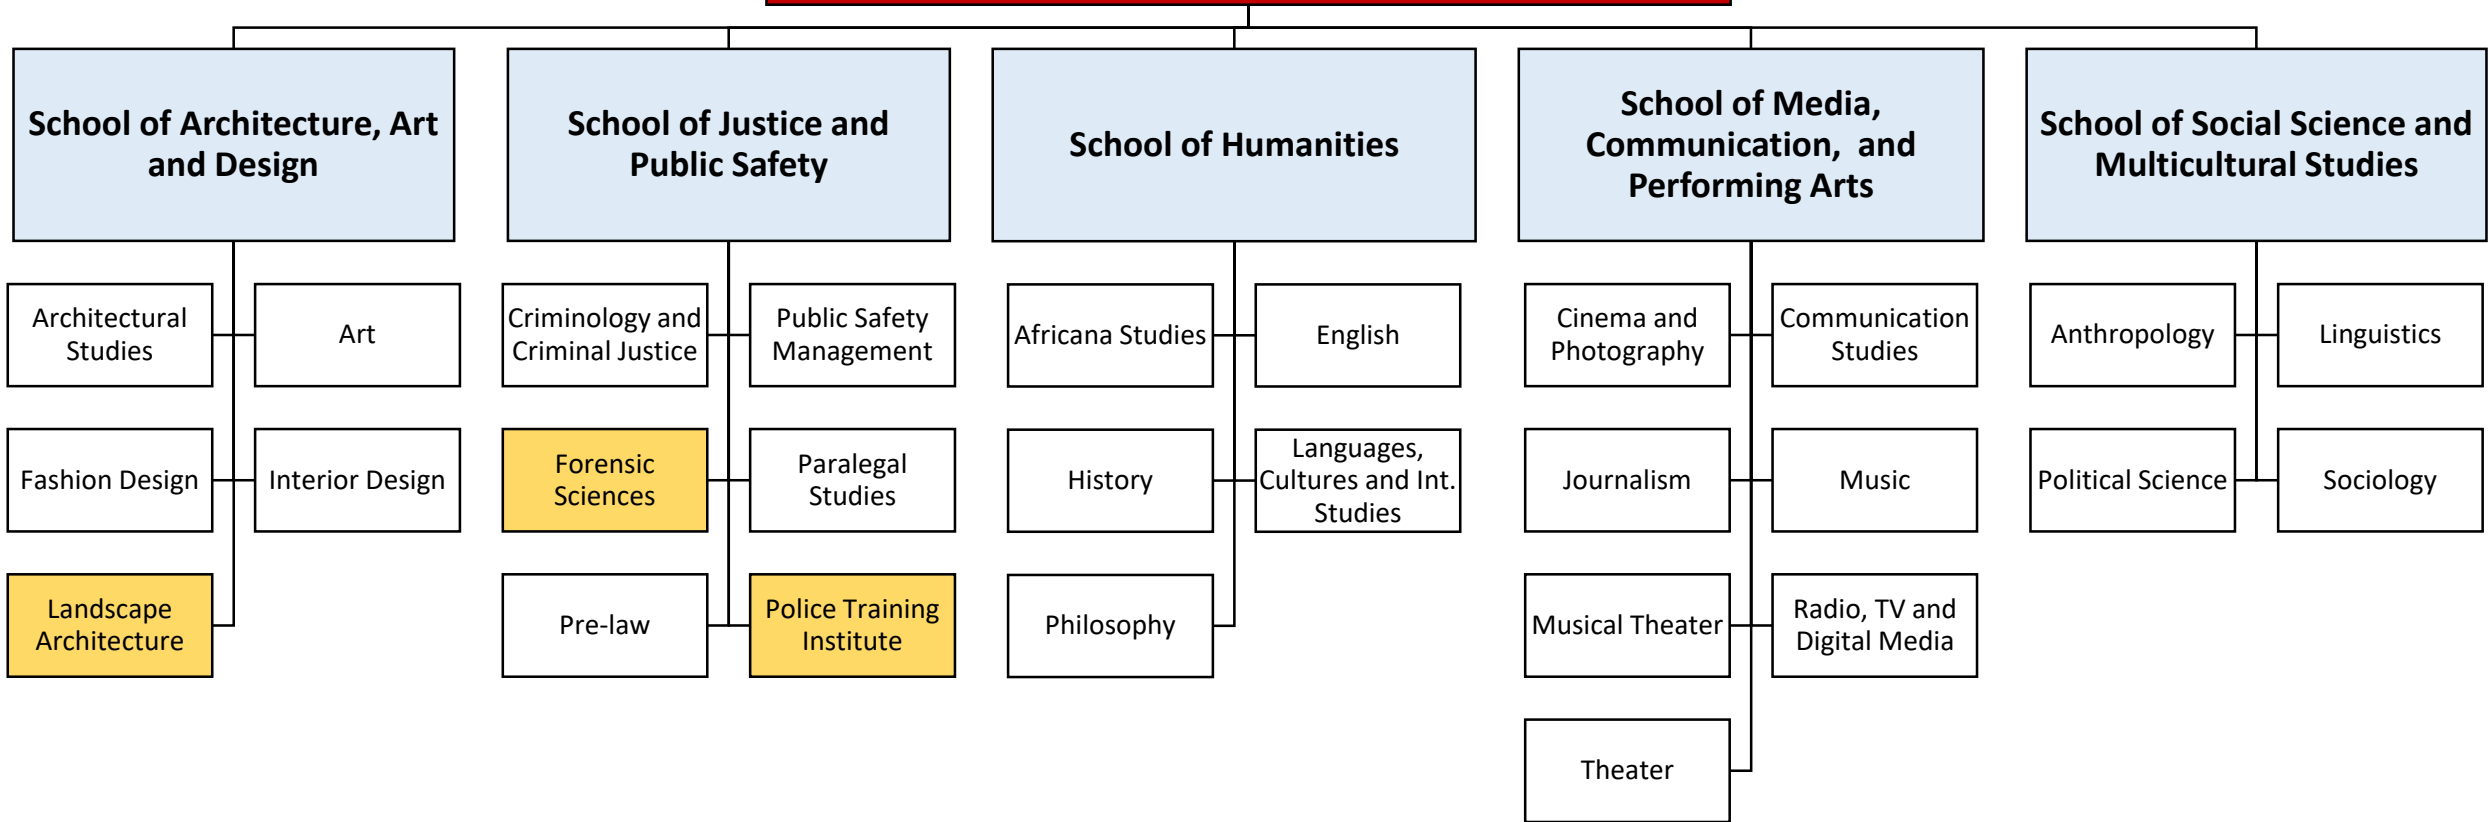 School of Architecture, Art
and Design
School of Justice and
Public Safety
School of Humanities
School of Media,
Communication,  and
Performing Arts
School of Social Science and
Multicultural Studies
Architectural
Studies
Art
Fashion Design
Interior Design
Landscape
Architecture
Criminology and
Criminal Justice
Public Safety
Management
Forensic
Sciences
Paralegal
Studies
Pre-law
Police Training
Institute
Africana Studies
English
History
Languages,
Cultures and Int.
Studies
Philosophy
Cinema and
Photography
Communication
Studies
Journalism
Music
Musical Theater
Radio, TV and
Digital Media
Theater
Anthropology
Linguistics
Political Science
Sociology